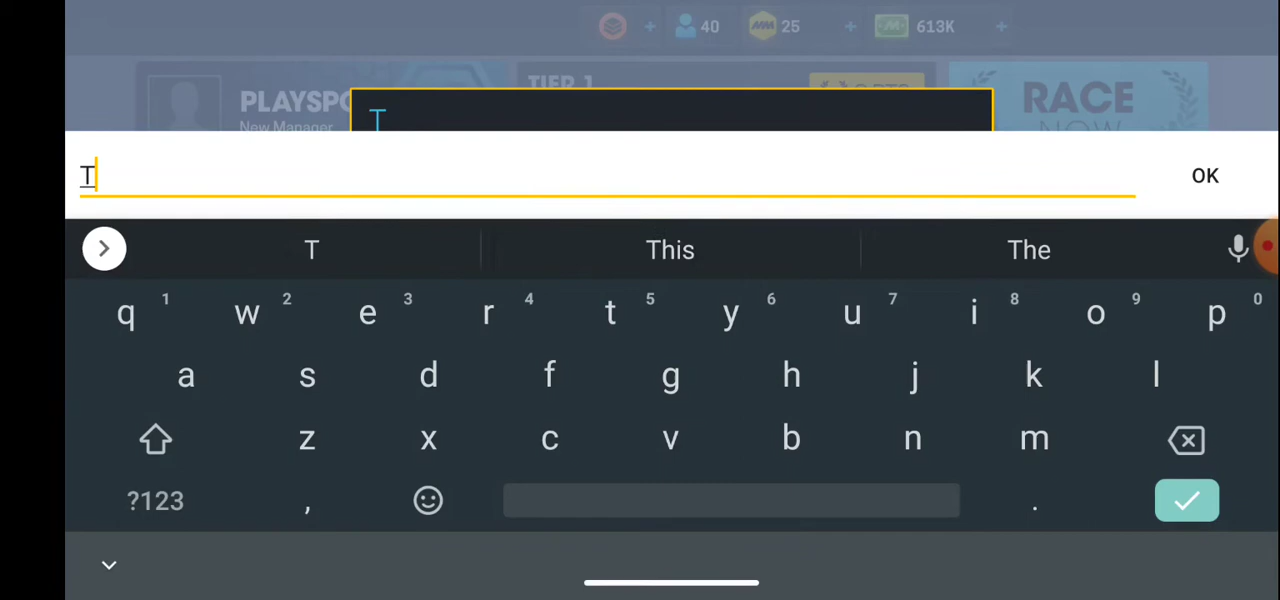 40 25 613K
PLAYSPO
New Manager
TIER 1
RACE
NOW
T
T
OK
T This The
q 1 w 2 e 3 r 4 t 5 y 6 u 7 i 8 o 9 p 0
a s d f g h j k l
z x c v b n m
?123 , .